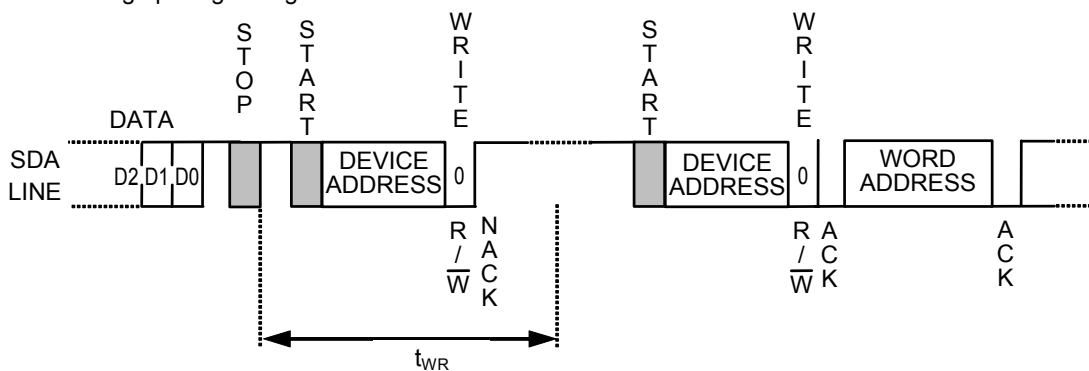 STOP
START
WRITE
START
WRITE
DATA
SDA LINE
D2 D1 D0
DEVICE ADDRESS
0
DEVICE ADDRESS
0
WORD ADDRESS
R/W
NACK
R/W
ACK
ACK
tWR